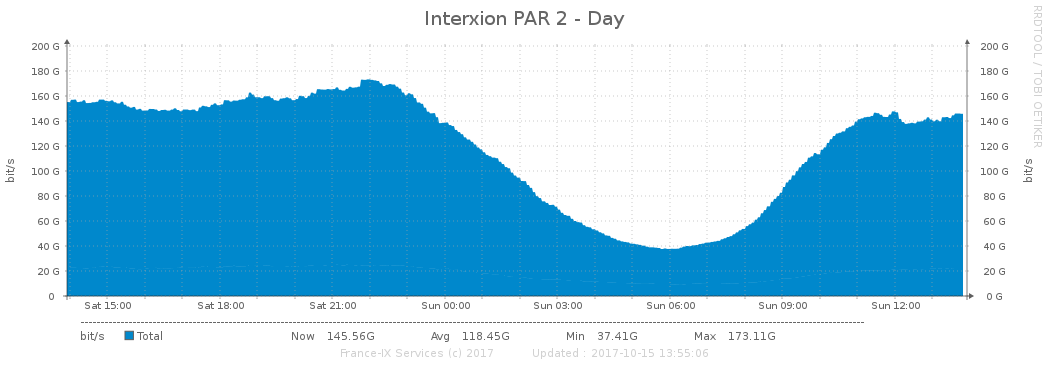 Interxion PAR 2 - Day
RRDTOOL / TOBI OETIKER
200 G 200 G
180 G 180 G
160 G 160 G
140 G 140 G
120 G 120 G
100 G 100 G
80 G 80 G
60 G 60 G
40 G 40 G
20 G 20 G
0 0 G
bit/s bit/s
Sat 15:00 Sat 18:00 Sat 21:00 Sun 00:00 Sun 03:00 Sun 06:00 Sun 09:00 Sun 12:00
bit/s Total Now 145.56G Avg 118.45G Min 37.41G Max 173.11G
France-IX Services (c) 2017 Updated : 2017-10-15 13:55:06